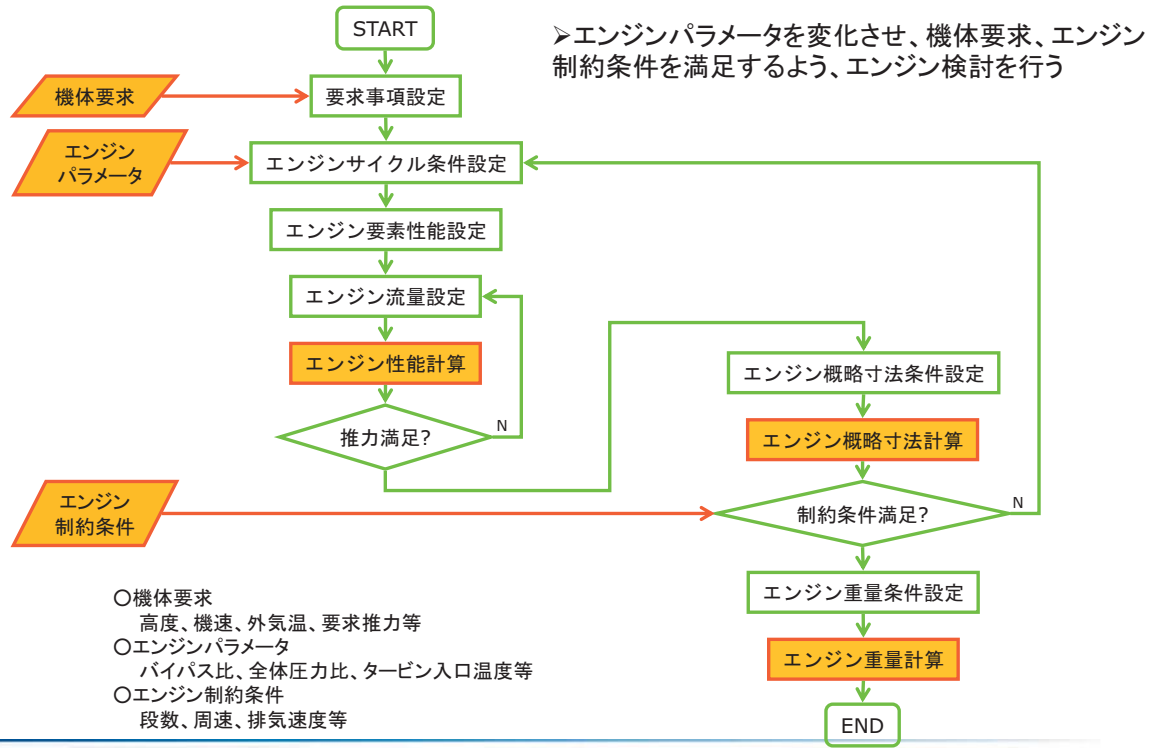 START
➢エンジンパラメータを変化させ、機体要求、エンジン
制約条件を満足するよう、エンジン検討を行う
機体要求
要求事項設定
エンジン
パラメータ
エンジンサイクル条件設定
エンジン要素性能設定
エンジン流量設定
エンジン性能計算
推力満足?
N
エンジン概略寸法条件設定
エンジン概略寸法計算
エンジン
制約条件
制約条件満足?
N
エンジン重量条件設定
エンジン重量計算
END
○機体要求
高度、機速、外気温、要求推力等
○エンジンパラメータ
バイパス比、全体圧力比、タービン入口温度等
○エンジン制約条件
段数、周速、排気速度等